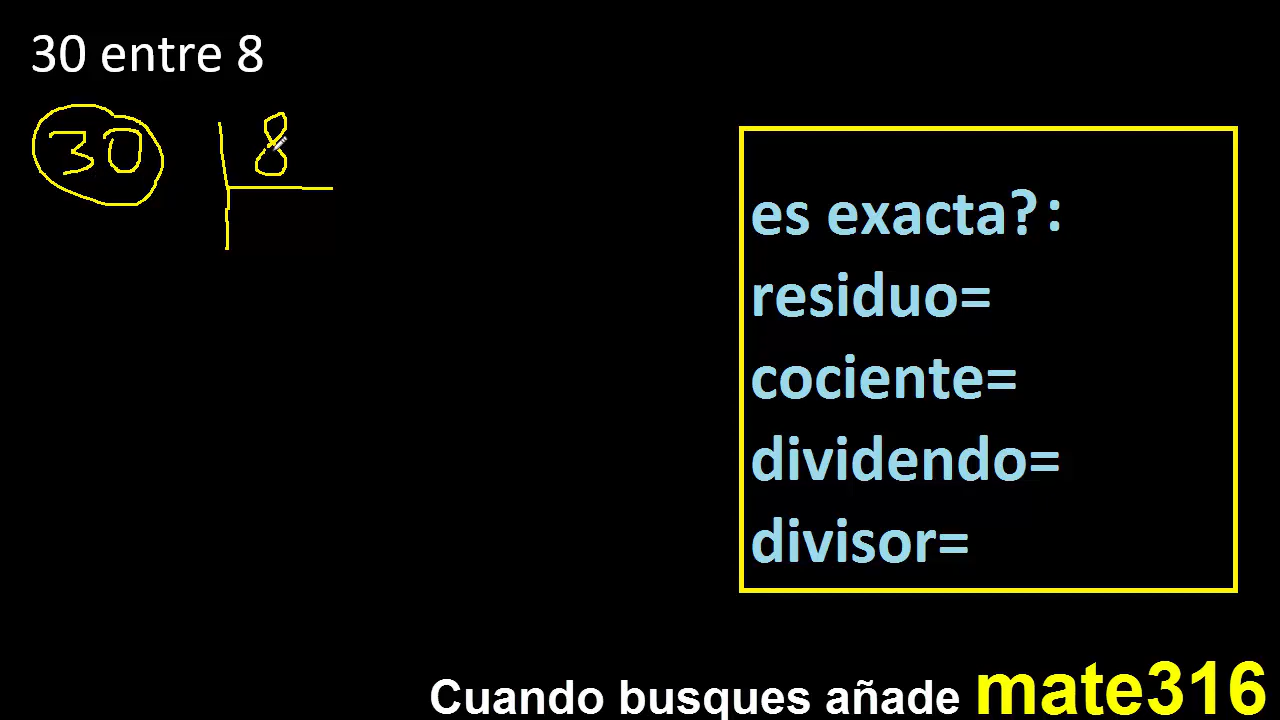 30 entre 8
30 8
es exacta?:
residuo=
cociente=
dividendo=
divisor=
Cuando busques añade mate316